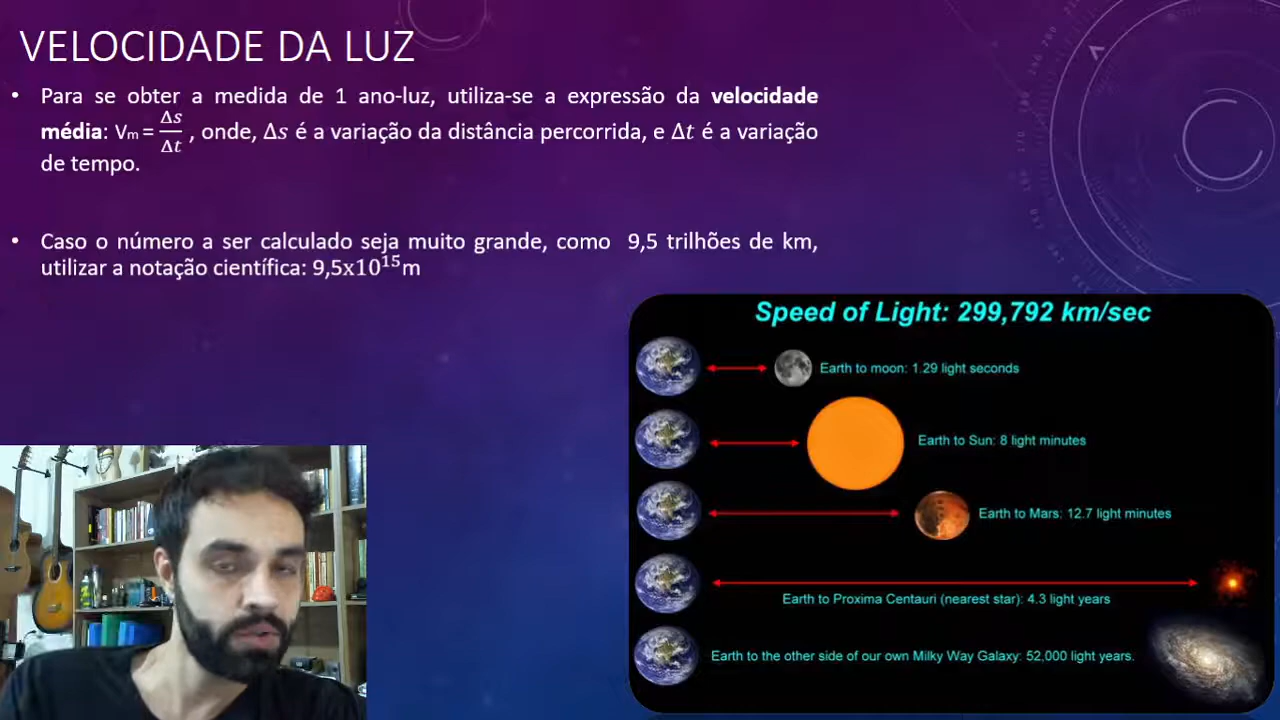 VELOCIDADE DA LUZ
• Para se obter a medida de 1 ano-luz, utiliza-se a expressão da velocidade
média: Vm = Δs/Δt , onde, Δs é a variação da distância percorrida, e Δt é a variação
de tempo.
• Caso o número a ser calculado seja muito grande, como 9,5 trilhões de km,
utilizar a notação científica: 9,5x10¹⁵m
Speed of Light: 299,792 km/sec
Earth to moon: 1.29 light seconds
Earth to Sun: 8 light minutes
Earth to Mars: 12.7 light minutes
Earth to Proxima Centauri (nearest star): 4.3 light years
Earth to the other side of our own Milky Way Galaxy: 52,000 light years.